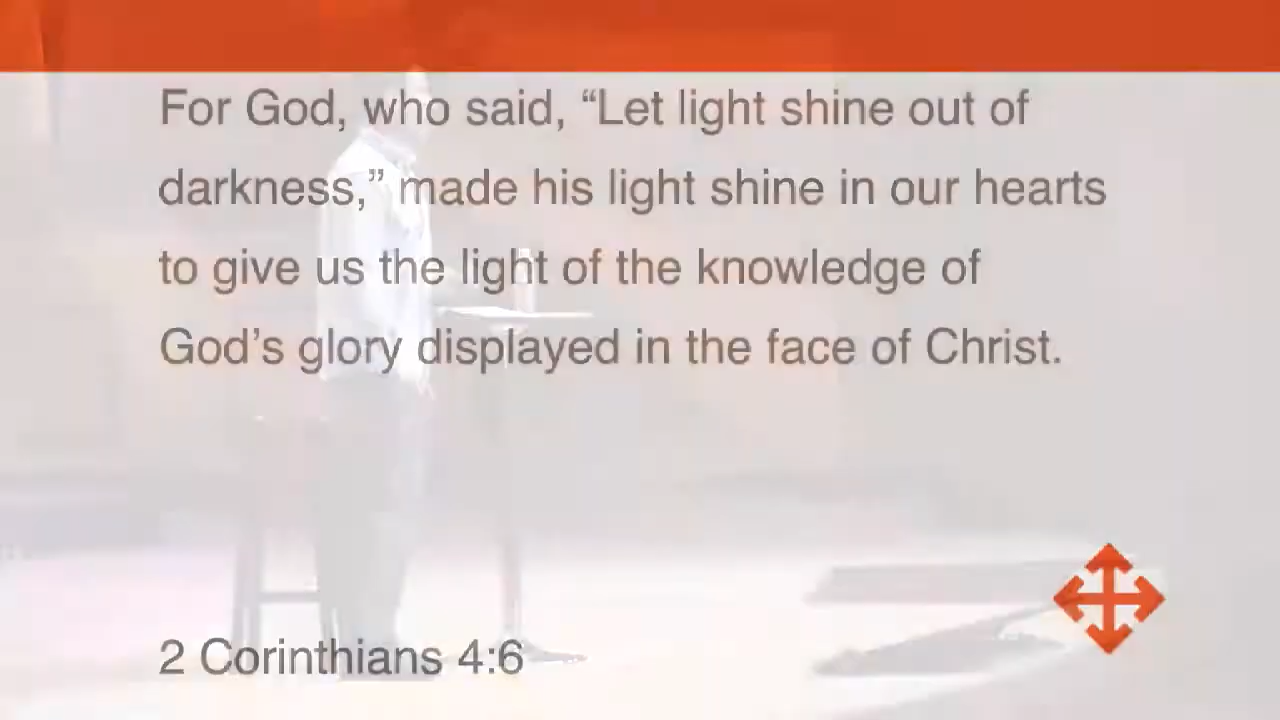 For God, who said, “Let light shine out of
darkness,” made his light shine in our hearts
to give us the light of the knowledge of
God’s glory displayed in the face of Christ.
2 Corinthians 4:6